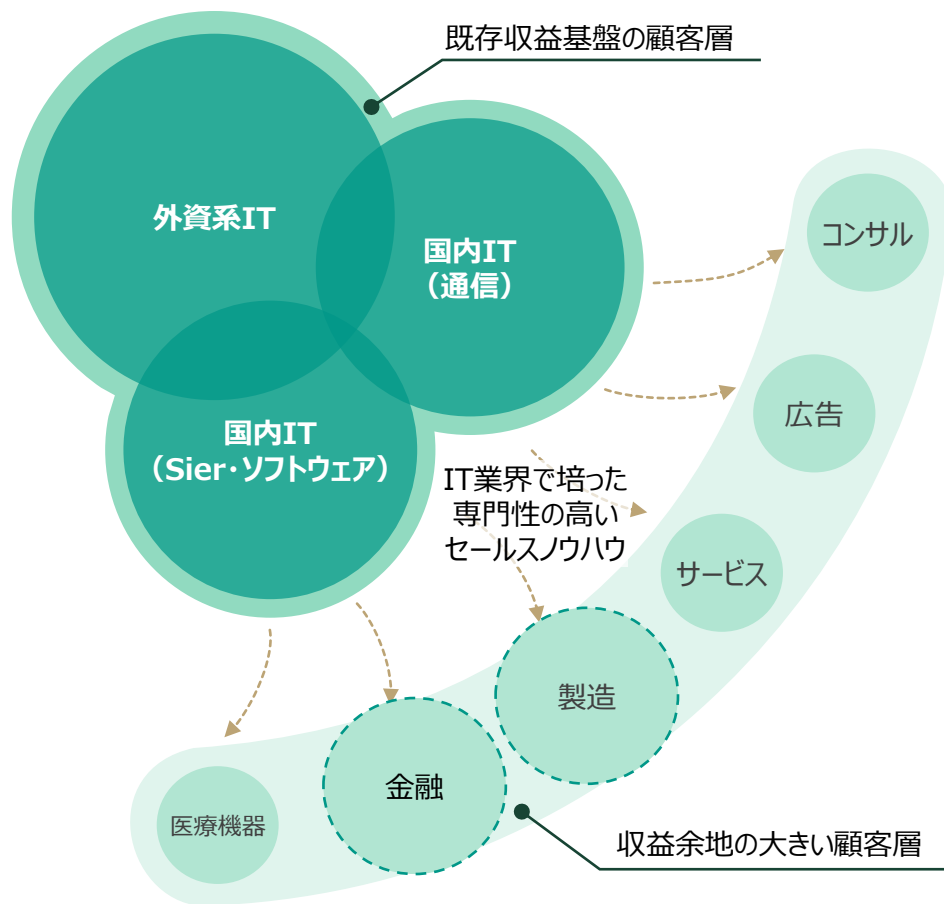 既存収益基盤の顧客層
外資系IT
国内IT
（通信）
国内IT
（Sier・ソフトウェア）
コンサル
広告
IT業界で培った
専門性の高い
セールスノウハウ
サービス
製造
金融
医療機器
収益余地の大きい顧客層